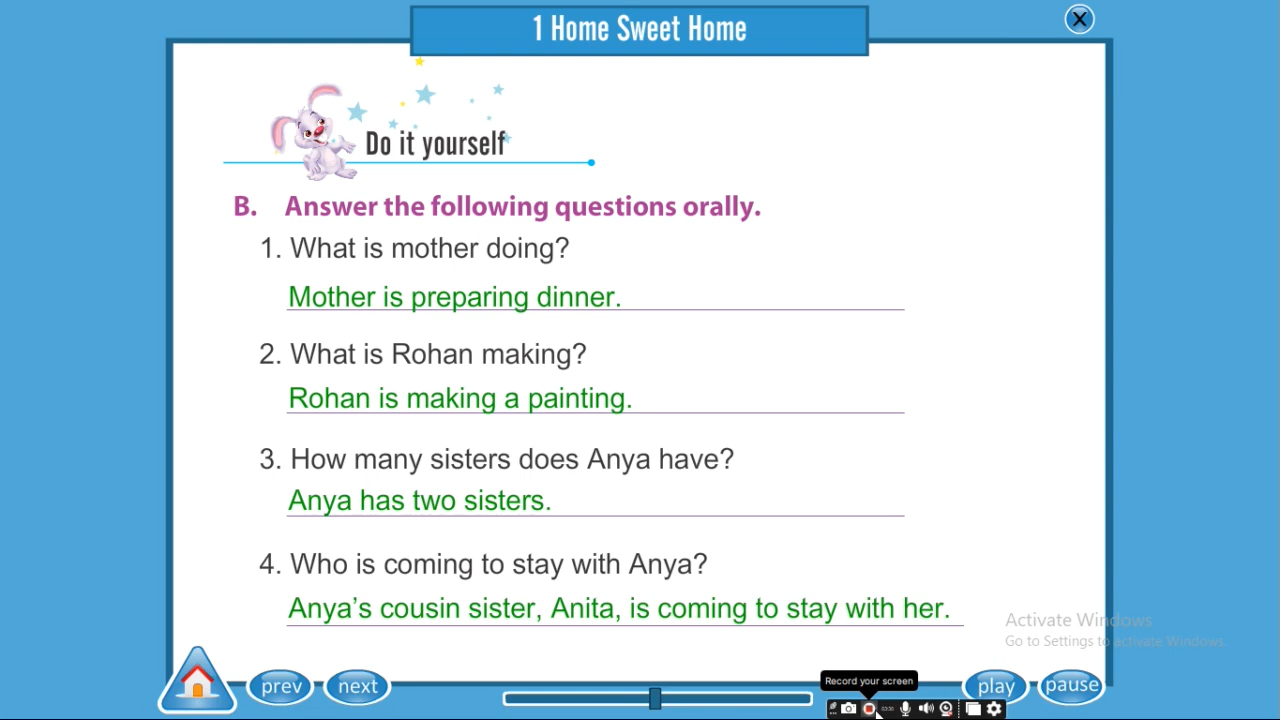 1 Home Sweet Home
X
Do it yourself
B. Answer the following questions orally.
1. What is mother doing?
Mother is preparing dinner.
2. What is Rohan making?
Rohan is making a painting.
3. How many sisters does Anya have?
Anya has two sisters.
4. Who is coming to stay with Anya?
Anya’s cousin sister, Anita, is coming to stay with her.
Activate Windows
Go to Settings to activate Windows.
prev
next
Record your screen
play
pause